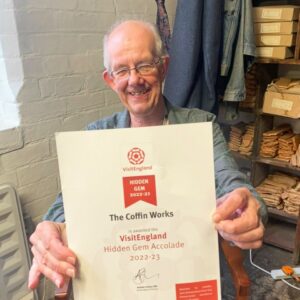 VisitEngland
HIDDEN
GEM
2022-23
The Coffin Works
is awarded the
VisitEngland
Hidden Gem Accolade
2022-23